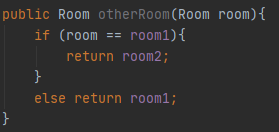 public Room otherRoom(Room room){
    if (room == room1){
        return room2;
    }
    else return room1;
}